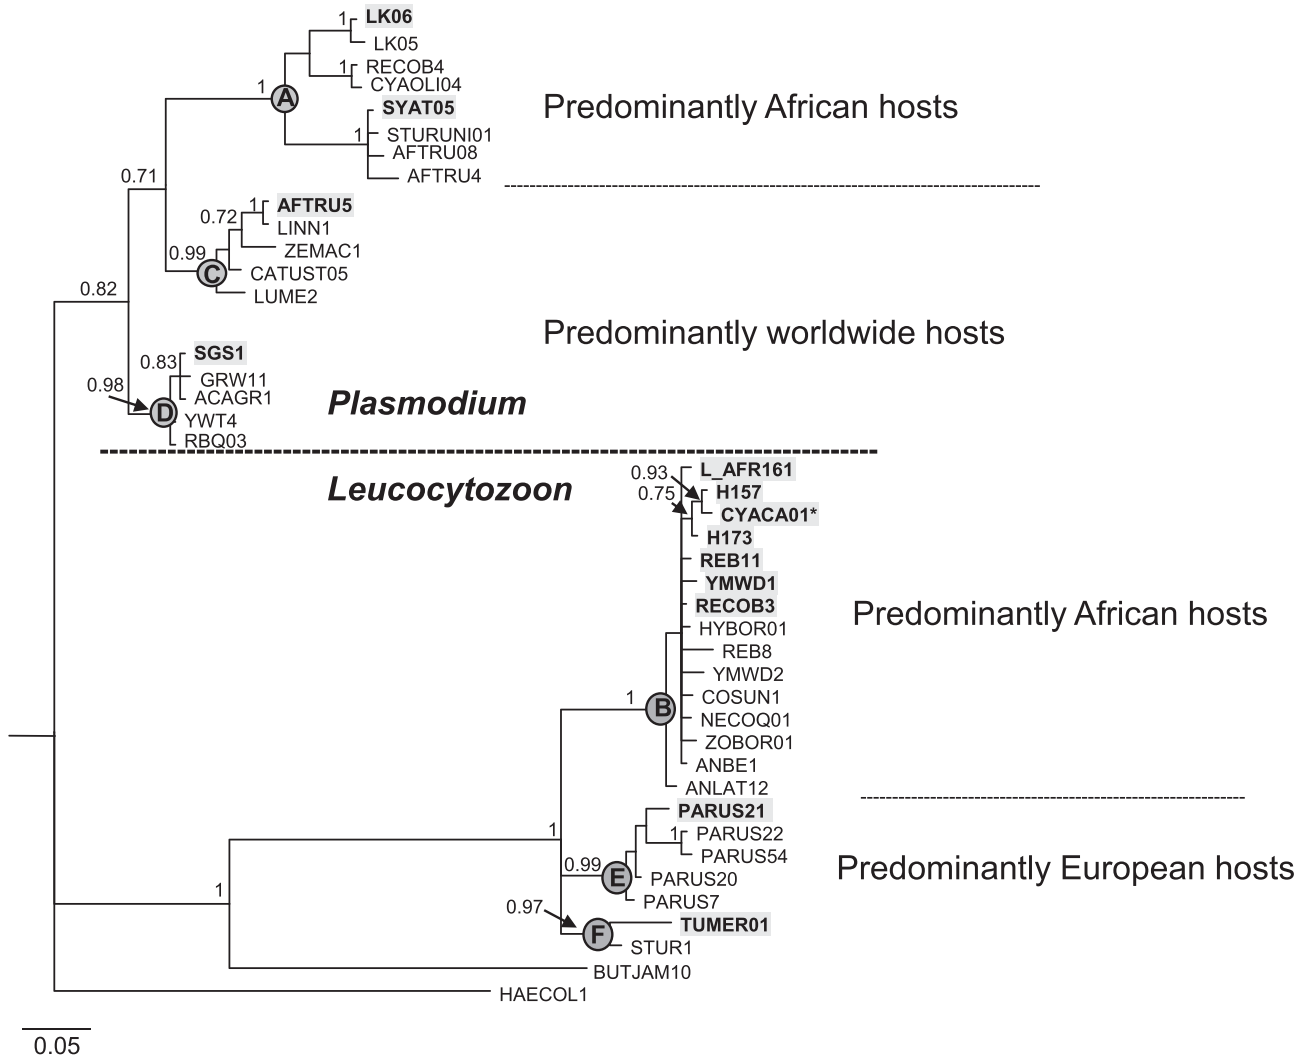 1 LK06
LK05
1 RECOB4
1 A CYAOLI04
Predominantly African hosts
SYAT05
1 STURUNI01
AFTRU08
0.71 AFTRU4
1 AFTRU5
0.72 LINN1
0.99 ZEMAC1
C CATUST05
0.82 LUME2
Predominantly worldwide hosts
0.83 SGS1
0.98 GRW11
ACAGR1
Plasmodium
D YWT4
RBQ03
Leucocytozoon
0.93 L_AFR161
0.75 H157
CYACA01*
H173
REB11
YMWD1
RECOB3
Predominantly African hosts
HYBOR01
REB8
YMWD2
1 COSUN1
B NECOQ01
ZOBOR01
ANBE1
ANLAT12
PARUS21
1 1 PARUS22
PARUS54
0.99 Predominantly European hosts
E PARUS20
1 PARUS7
0.97 TUMER01
F STUR1
BUTJAM10
HAECOL1
0.05